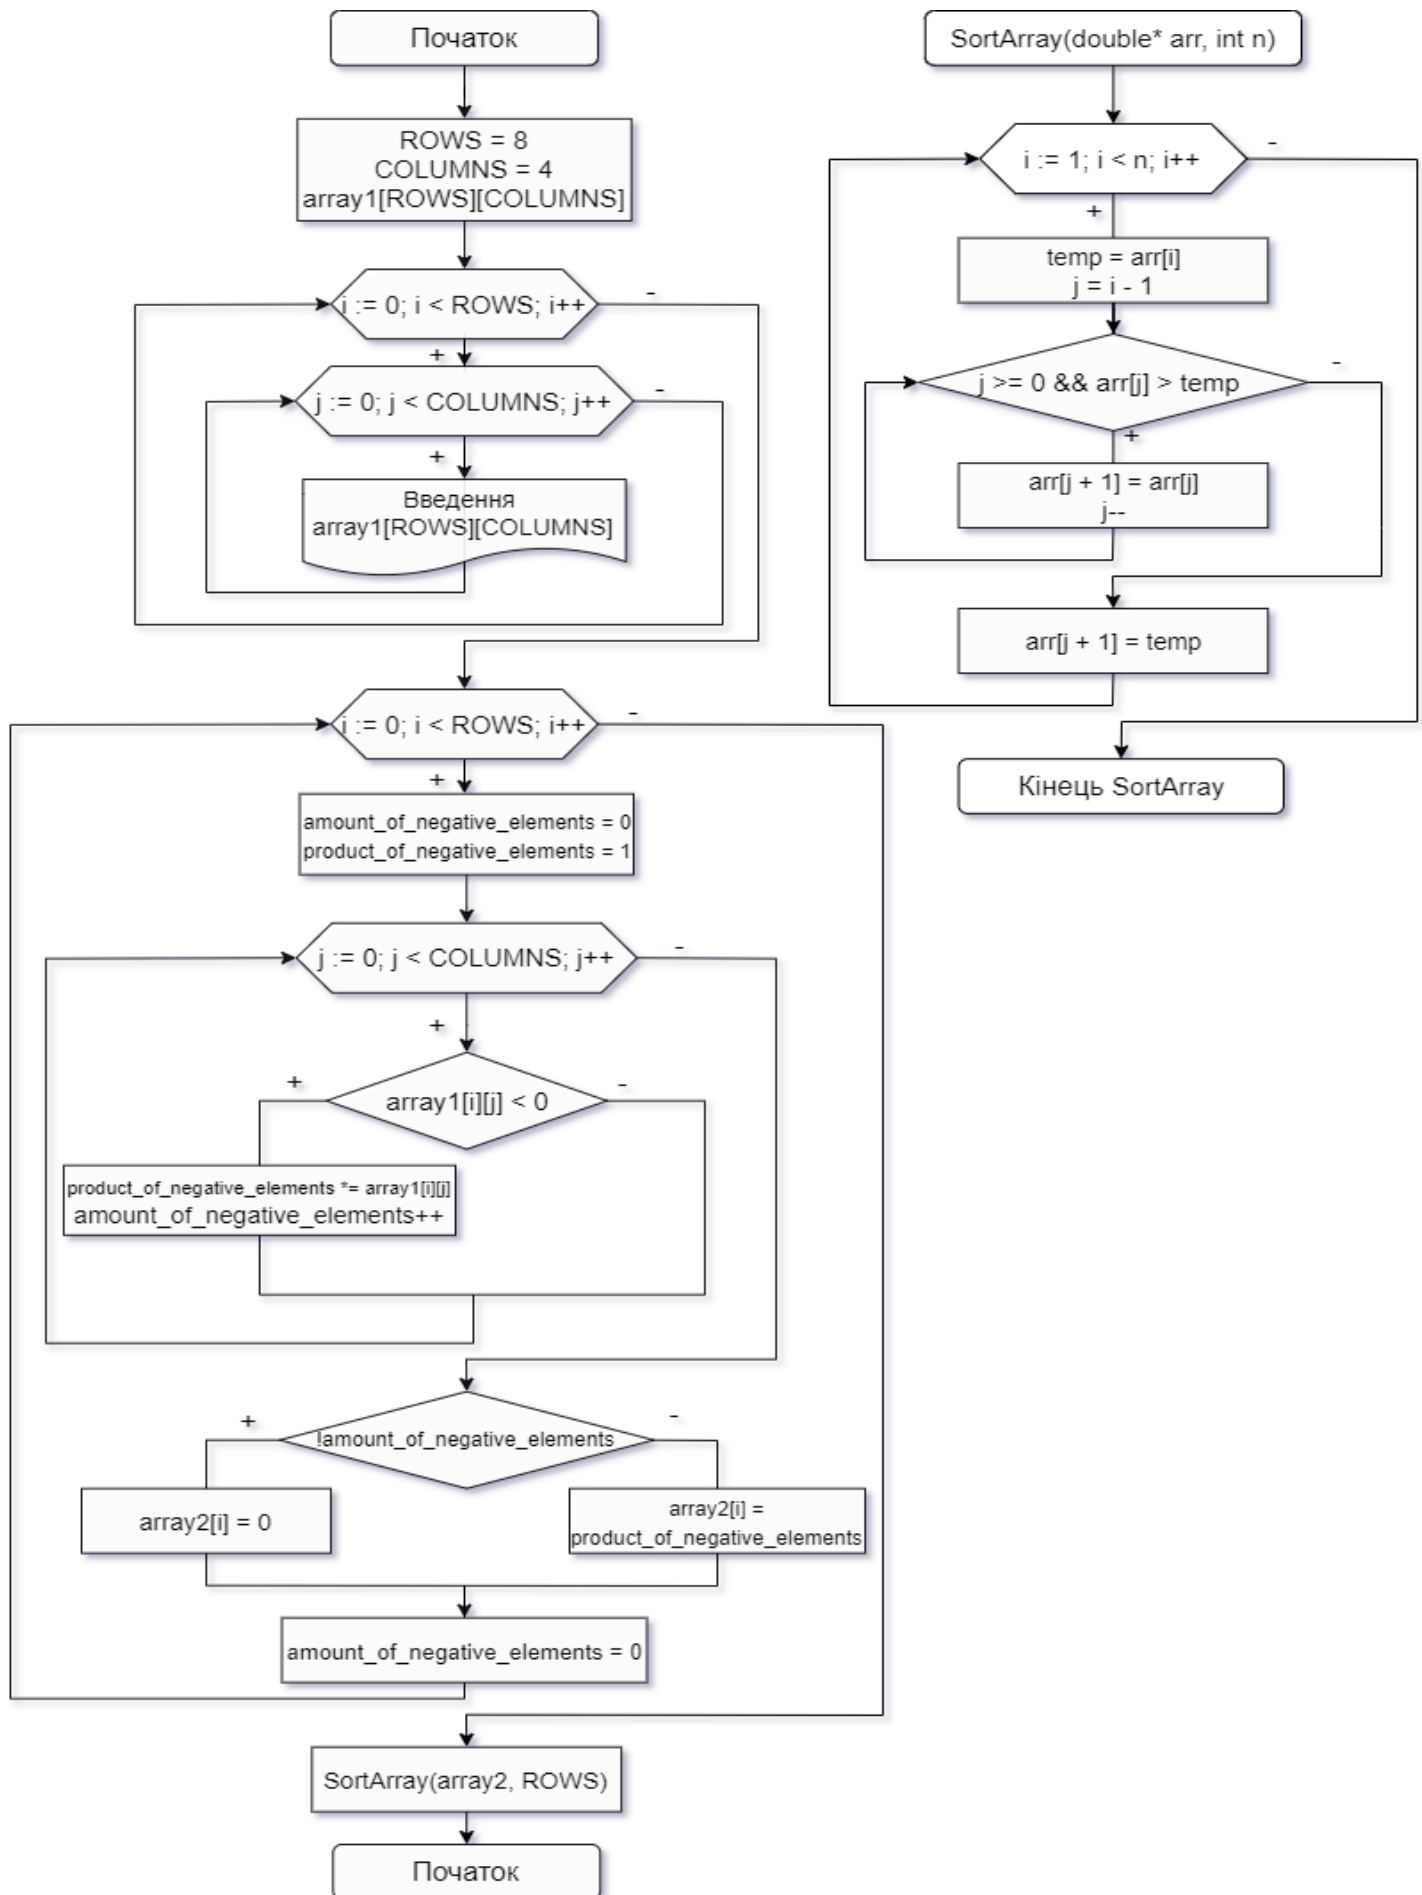 Початок
ROWS = 8
COLUMNS = 4
array1[ROWS][COLUMNS]
i := 0; i < ROWS; i++
-
+
j := 0; j < COLUMNS; j++
-
+
Введення
array1[ROWS][COLUMNS]
i := 0; i < ROWS; i++
-
+
amount_of_negative_elements = 0
product_of_negative_elements = 1
j := 0; j < COLUMNS; j++
-
+
array1[i][j] < 0
+
-
product_of_negative_elements *= array1[i][j]
amount_of_negative_elements++
!amount_of_negative_elements
+
-
array2[i] = 0
array2[i] =
product_of_negative_elements
amount_of_negative_elements = 0
SortArray(array2, ROWS)
Початок
SortArray(double* arr, int n)
i := 1; i < n; i++
-
+
temp = arr[i]
j = i - 1
j >= 0 && arr[j] > temp
-
+
arr[j + 1] = arr[j]
j--
arr[j + 1] = temp
Кінець SortArray